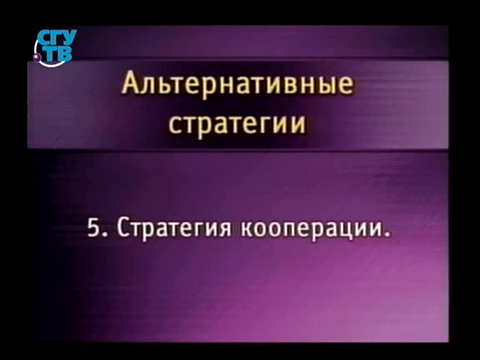 СГУ
ТВ
Альтернативные
стратегии
5. Стратегия кооперации.